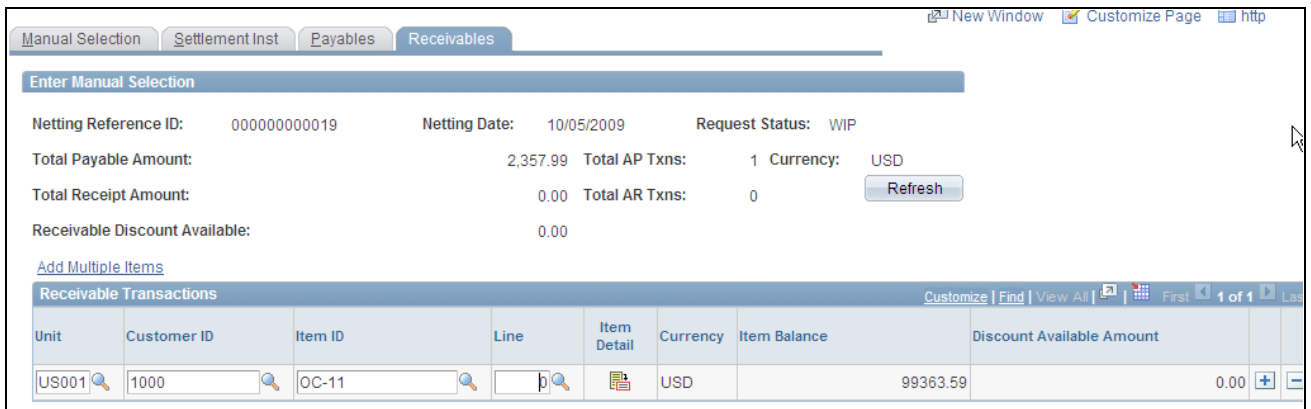 New Window Customize Page http
Manual Selection Settlement Inst Payables Receivables
Enter Manual Selection
Netting Reference ID: 000000000019 Netting Date: 10/05/2009 Request Status: WIP
Total Payable Amount: 2,357.99 Total AP Txns: 1 Currency: USD
Total Receipt Amount: 0.00 Total AR Txns: 0 Refresh
Receivable Discount Available: 0.00
Add Multiple Items
Receivable Transactions Customize | Find | View All | | First 1 of 1 Las
Unit Customer ID Item ID Line Item Detail Currency Item Balance Discount Available Amount
US001 1000 OC-11 0 USD 99363.59 0.00